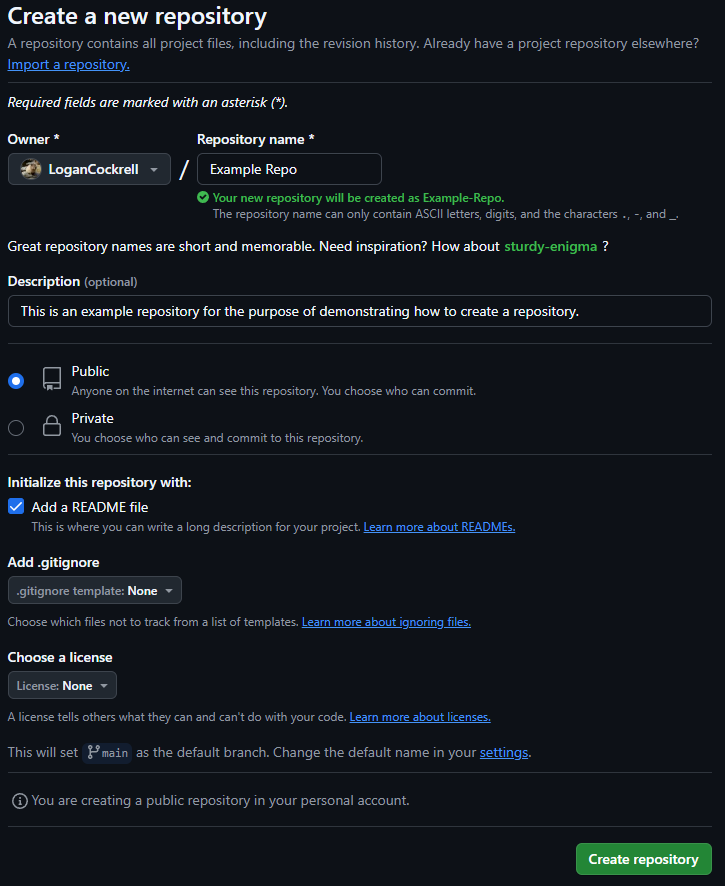 Create a new repository
A repository contains all project files, including the revision history. Already have a project repository elsewhere?
Import a repository.
Required fields are marked with an asterisk (*).
Owner * Repository name *
LoganCockrell / Example Repo
Your new repository will be created as Example-Repo.
The repository name can only contain ASCII letters, digits, and the characters ., -, and _.
Great repository names are short and memorable. Need inspiration? How about sturdy-enigma ?
Description (optional)
This is an example repository for the purpose of demonstrating how to create a repository.
Public
Anyone on the internet can see this repository. You choose who can commit.
Private
You choose who can see and commit to this repository.
Initialize this repository with:
Add a README file
This is where you can write a long description for your project. Learn more about READMEs.
Add .gitignore
.gitignore template: None
Choose which files not to track from a list of templates. Learn more about ignoring files.
Choose a license
License: None
A license tells others what they can and can't do with your code. Learn more about licenses.
This will set main as the default branch. Change the default name in your settings.
You are creating a public repository in your personal account.
Create repository